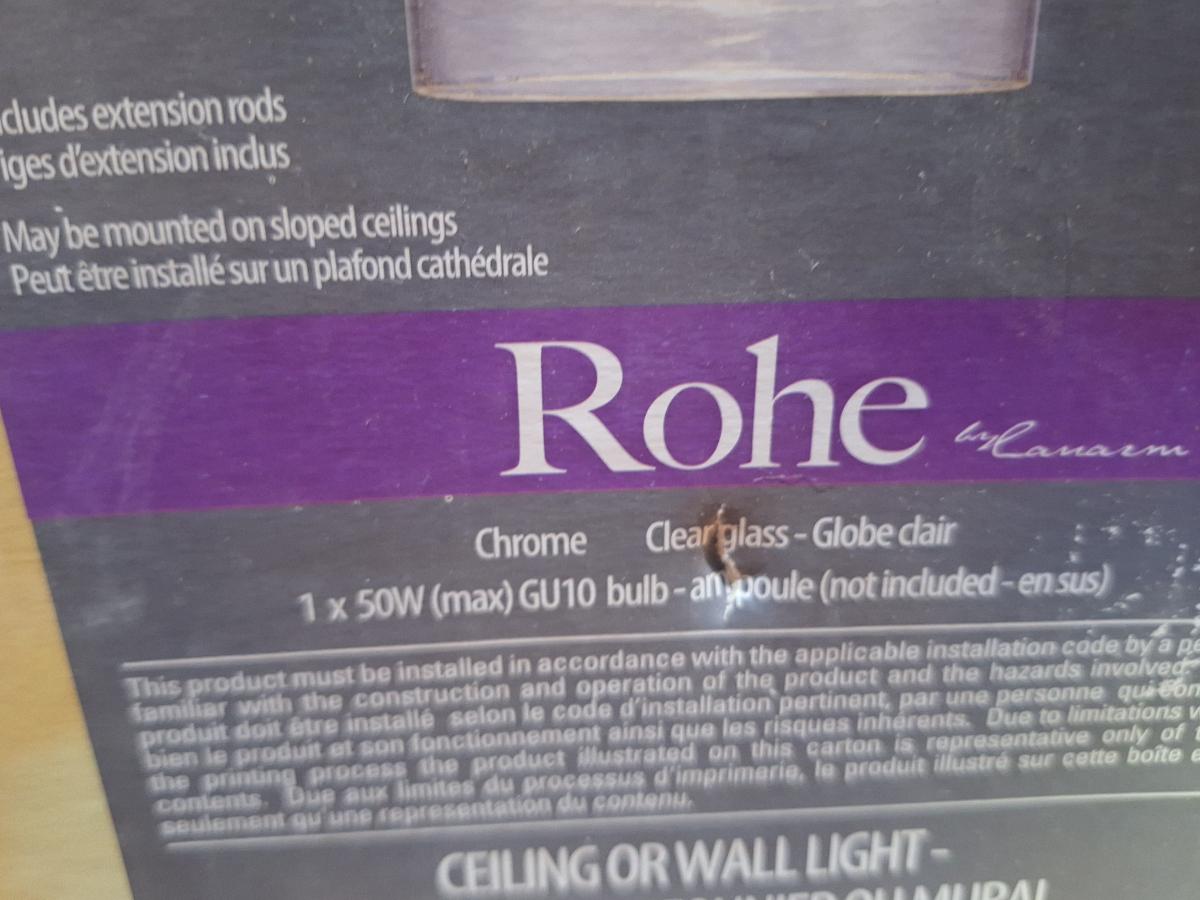 cludes extension rods
iges d'extension inclus
May be mounted on sloped ceilings
Peut être installé sur un plafond cathédrale
Rohe by Canarm
Chrome Clear glass - Globe clair
1 x 50W (max) GU10 bulb - ampoule (not included - en sus)
This product must be installed in accordance with the applicable installation code by a pe
familiar with the construction and operation of the product and the hazards involved
produit doit être installé selon le code d'installation pertinent, par une personne qui con
bien le produit et son fonctionnement ainsi que les risques inhérents. Due to limitations
the printing process the product illustrated on this carton is representative only of t
contents. Due aux limites du processus d'imprimerie, le produit illustré sur cette boîte e
seulement qu'une representation du contenu.
CEILING OR WALL LIGHT -
OU MURAL